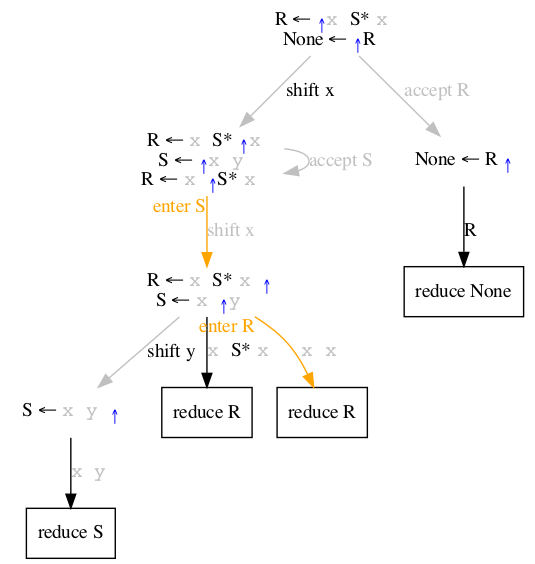 R ← ↑x S* x
None ← ↑R
shift x
accept R
R ← x S* ↑x
S ← ↑x y
R ← x ↑S* x
accept S
None ← R ↑
enter S
shift x
R
R ← x S* x ↑
S ← x ↑y
reduce None
enter R
shift y
x S* x
x x
S ← x y ↑
reduce R
reduce R
x y
reduce S